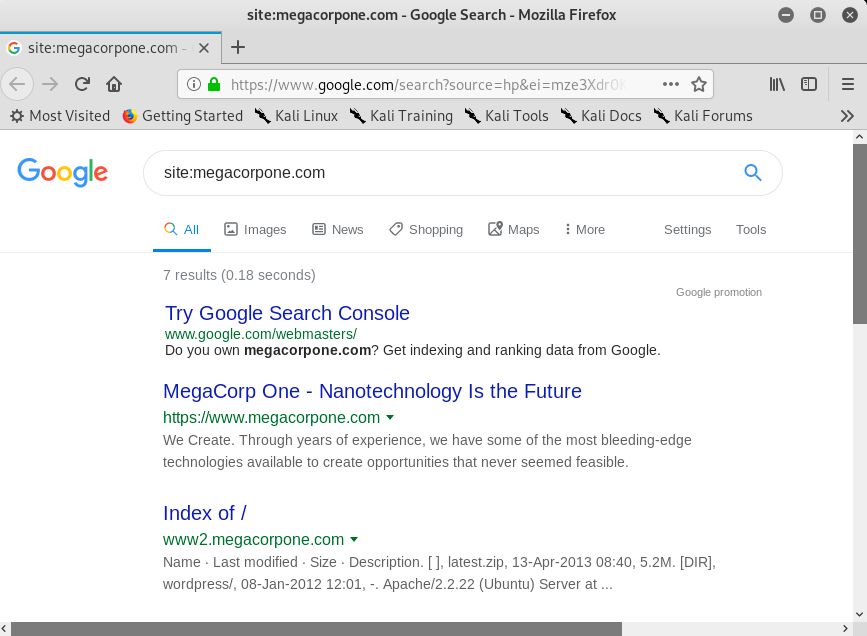 site:megacorpone.com - Google Search - Mozilla Firefox
site:megacorpone.com -
https://www.google.com/search?source=hp&ei=mze3Xdr0
Most Visited Getting Started Kali Linux Kali Training Kali Tools Kali Docs Kali Forums
Google site:megacorpone.com
All Images News Shopping Maps More Settings Tools
7 results (0.18 seconds)
Google promotion
Try Google Search Console
www.google.com/webmasters/
Do you own megacorpone.com? Get indexing and ranking data from Google.
MegaCorp One - Nanotechnology Is the Future
https://www.megacorpone.com
We Create. Through years of experience, we have some of the most bleeding-edge
technologies available to create opportunities that never seemed feasible.
Index of /
www2.megacorpone.com
Name · Last modified · Size · Description. [ ], latest.zip, 13-Apr-2013 08:40, 5.2M. [DIR],
wordpress/, 08-Jan-2012 12:01, -. Apache/2.2.22 (Ubuntu) Server at ...